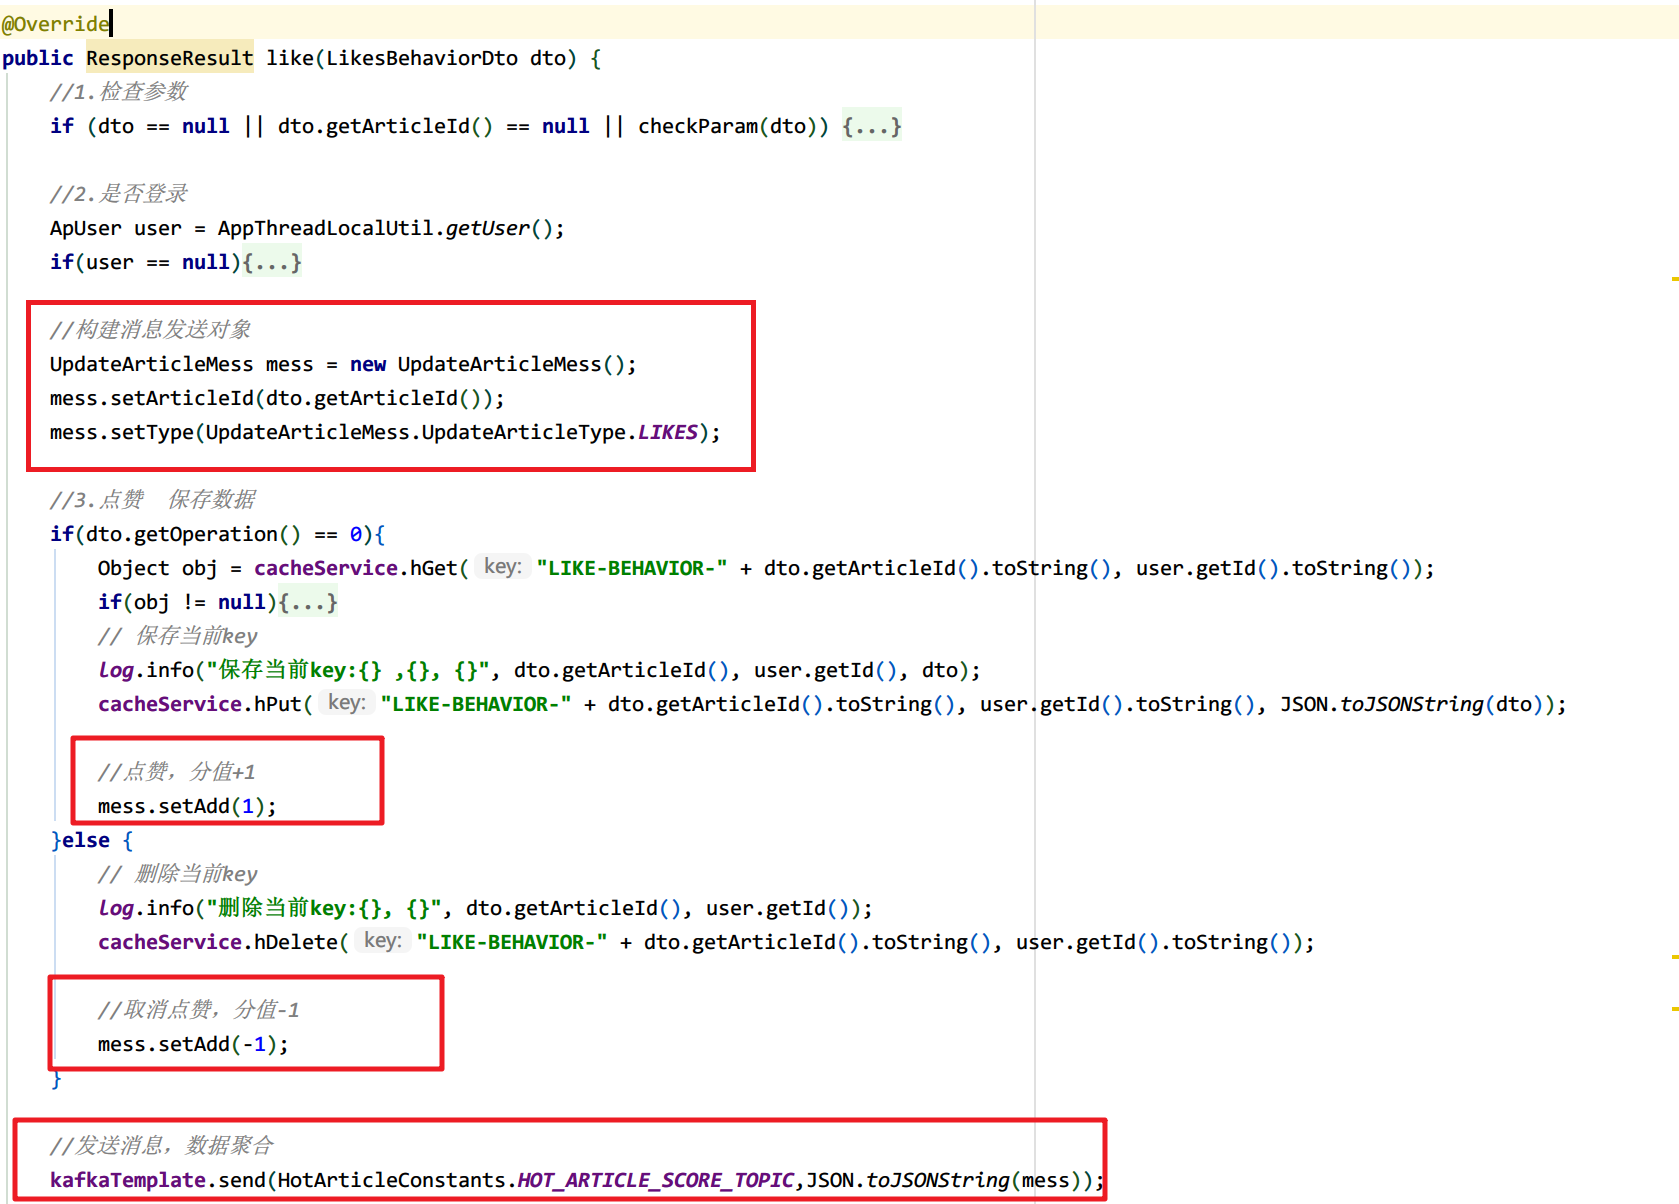 @Override
public ResponseResult like(LikesBehaviorDto dto) {
//1.检查参数
if (dto == null || dto.getArticleId() == null || checkParam(dto)) {...}
//2.是否登录
ApUser user = AppThreadLocalUtil.getUser();
if(user == null){...}
//构建消息发送对象
UpdateArticleMess mess = new UpdateArticleMess();
mess.setArticleId(dto.getArticleId());
mess.setType(UpdateArticleMess.UpdateArticleType.LIKES);
//3.点赞  保存数据
if(dto.getOperation() == 0){
Object obj = cacheService.hGet( key: "LIKE-BEHAVIOR-" + dto.getArticleId().toString(), user.getId().toString());
if(obj != null){...}
// 保存当前key
log.info("保存当前key:{} ,{}, {}", dto.getArticleId(), user.getId(), dto);
cacheService.hPut( key: "LIKE-BEHAVIOR-" + dto.getArticleId().toString(), user.getId().toString(), JSON.toJSONString(dto));
//点赞，分值+1
mess.setAdd(1);
}else {
// 删除当前key
log.info("删除当前key:{}, {}", dto.getArticleId(), user.getId());
cacheService.hDelete( key: "LIKE-BEHAVIOR-" + dto.getArticleId().toString(), user.getId().toString());
//取消点赞，分值-1
mess.setAdd(-1);
}
//发送消息，数据聚合
kafkaTemplate.send(HotArticleConstants.HOT_ARTICLE_SCORE_TOPIC,JSON.toJSONString(mess));